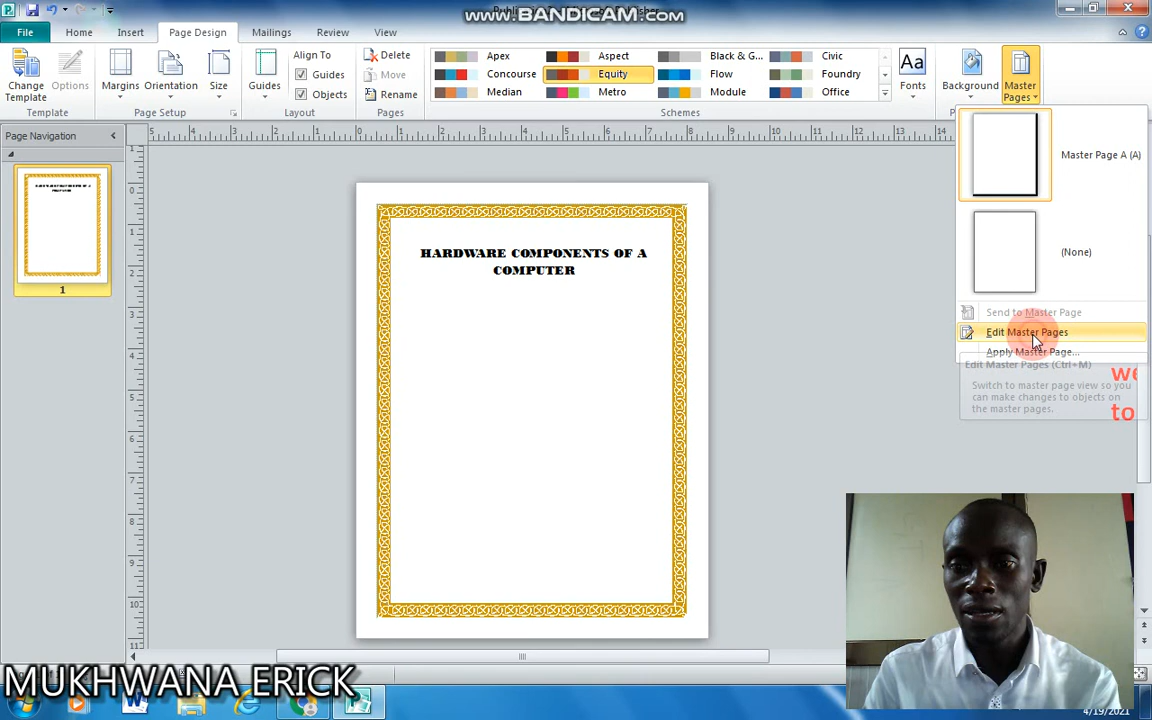 www.BANDICAM.com
File
Home
Insert
Page Design
Mailings
Review
View
Change Template
Options
Template
Margins
Orientation
Size
Page Setup
Guides
Align To
Guides
Objects
Layout
Delete
Move
Rename
Pages
Apex
Aspect
Black & G...
Civic
Concourse
Equity
Flow
Foundry
Median
Metro
Module
Office
Schemes
Fonts
Background
Master Pages
Page Navigation
1
HARDWARE COMPONENTS OF A
COMPUTER
Master Page A (A)
(None)
Send to Master Page
Edit Master Pages
Apply Master Page...
Edit Master Pages (Ctrl+M)
Switch to master page view so you
can make changes to objects on
the master pages.
we
to
MUKHWANA ERICK
4/19/2021